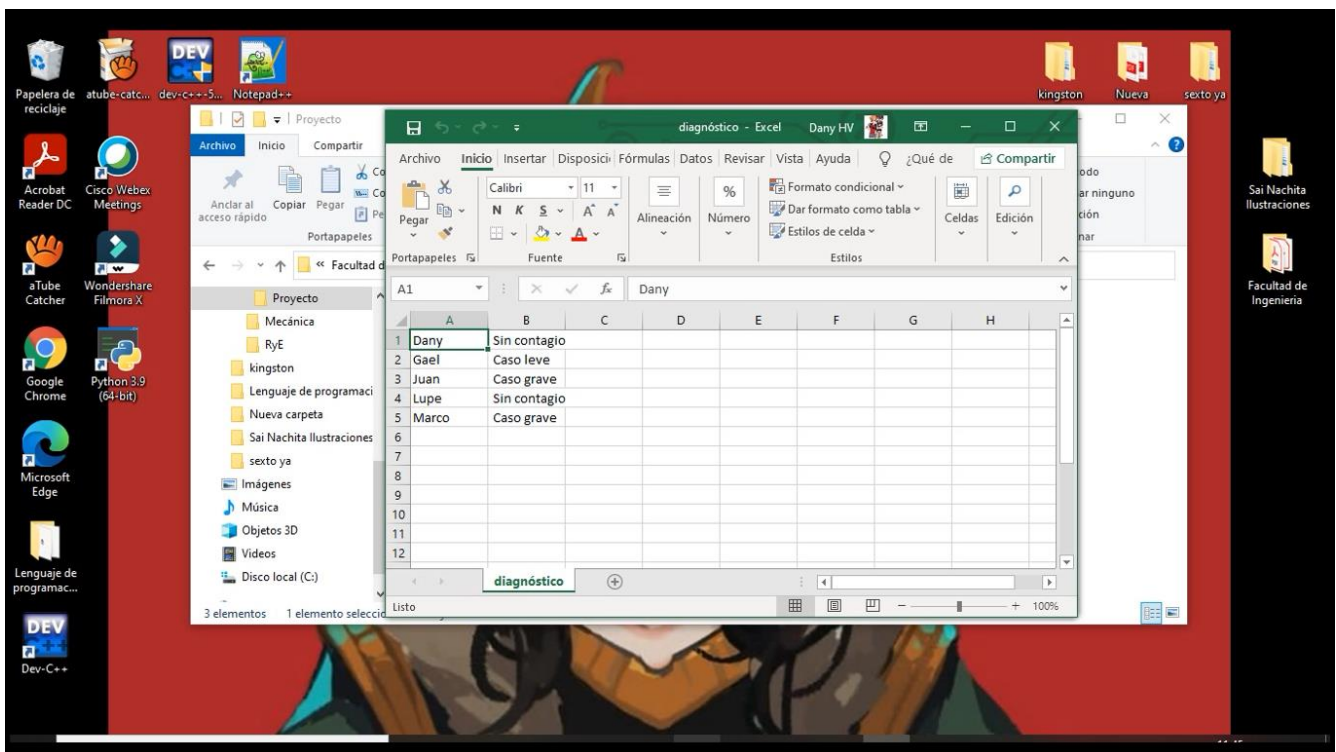 Papelera de reciclaje
atube-catc...
dev-c++-5...
Notepad++
Acrobat Reader DC
Cisco Webex Meetings
aTube Catcher
Wondershare Filmora X
Google Chrome
Python 3.9 (64-bit)
Microsoft Edge
Lenguaje de programac...
DEV
Dev-C++
kingston
Nueva
sexto ya
Sai Nachita Ilustraciones
Facultad de Ingenieria
Proyecto
Archivo Inicio Compartir
Anclar al acceso rápido
Copiar
Pegar
Portapapeles
« Facultad d
Proyecto
Mecánica
RyE
kingston
Lenguaje de programaci
Nueva carpeta
Sai Nachita Ilustraciones
sexto ya
Imágenes
Música
Objetos 3D
Videos
Disco local (C:)
3 elementos 1 elemento selecci
diagnóstico - Excel Dany HV
Archivo Inicio Insertar Disposici Fórmulas Datos Revisar Vista Ayuda ¿Qué de Compartir
Pegar
Calibri 11
N K S A A
Alineación
Número
Formato condicional
Dar formato como tabla
Estilos de celda
Celdas
Edición
Portapapeles Fuente Estilos
A1 fx Dany
A B C D E F G H
1 Dany Sin contagio
2 Gael Caso leve
3 Juan Caso grave
4 Lupe Sin contagio
5 Marco Caso grave
6
7
8
9
10
11
12
diagnóstico
Listo 100%
odo
ar ninguno
ción
nar